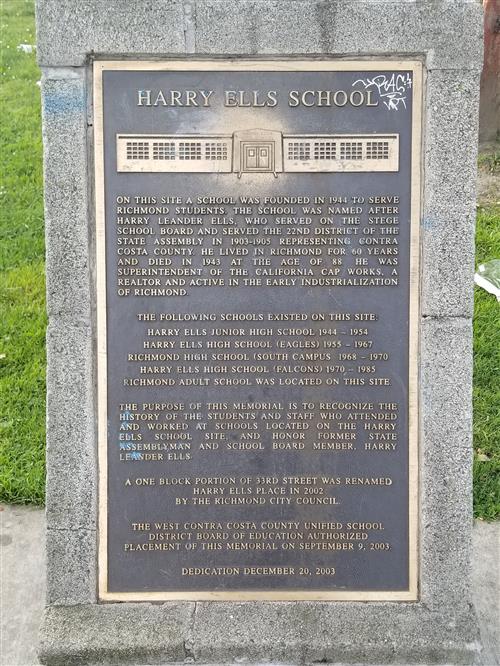 HARRY ELLS SCHOOL
ON THIS SITE A SCHOOL WAS FOUNDED IN 1944 TO SERVE
RICHMOND STUDENTS. THE SCHOOL WAS NAMED AFTER
HARRY LEANDER ELLS, WHO SERVED ON THE STEGE
SCHOOL BOARD AND SERVED THE 22ND DISTRICT OF THE
STATE ASSEMBLY IN 1903-1905 REPRESENTING CONTRA
COSTA COUNTY. HE LIVED IN RICHMOND FOR 60 YEARS
AND DIED IN 1943 AT THE AGE OF 88. HE WAS
SUPERINTENDENT OF THE CALIFORNIA CAP WORKS, A
REALTOR AND ACTIVE IN THE EARLY INDUSTRIALIZATION
OF RICHMOND.
THE FOLLOWING SCHOOLS EXISTED ON THIS SITE:
HARRY ELLS JUNIOR HIGH SCHOOL 1944 - 1954
HARRY ELLS HIGH SCHOOL (EAGLES) 1955 - 1967
RICHMOND HIGH SCHOOL (SOUTH CAMPUS 1968 - 1970
HARRY ELLS HIGH SCHOOL (FALCONS) 1970 - 1985
RICHMOND ADULT SCHOOL WAS LOCATED ON THIS SITE
THE PURPOSE OF THIS MEMORIAL IS TO RECOGNIZE THE
HISTORY OF THE STUDENTS AND STAFF WHO ATTENDED
AND WORKED AT SCHOOLS LOCATED ON THE HARRY
ELLS SCHOOL SITE, AND HONOR FORMER STATE
ASSEMBLYMAN AND SCHOOL BOARD MEMBER, HARRY
LEANDER ELLS.
A ONE BLOCK PORTION OF 33RD STREET WAS RENAMED
HARRY ELLS PLACE IN 2002
BY THE RICHMOND CITY COUNCIL.
THE WEST CONTRA COSTA COUNTY UNIFIED SCHOOL
DISTRICT BOARD OF EDUCATION AUTHORIZED
PLACEMENT OF THIS MEMORIAL ON SEPTEMBER 9, 2003.
DEDICATION DECEMBER 20, 2003